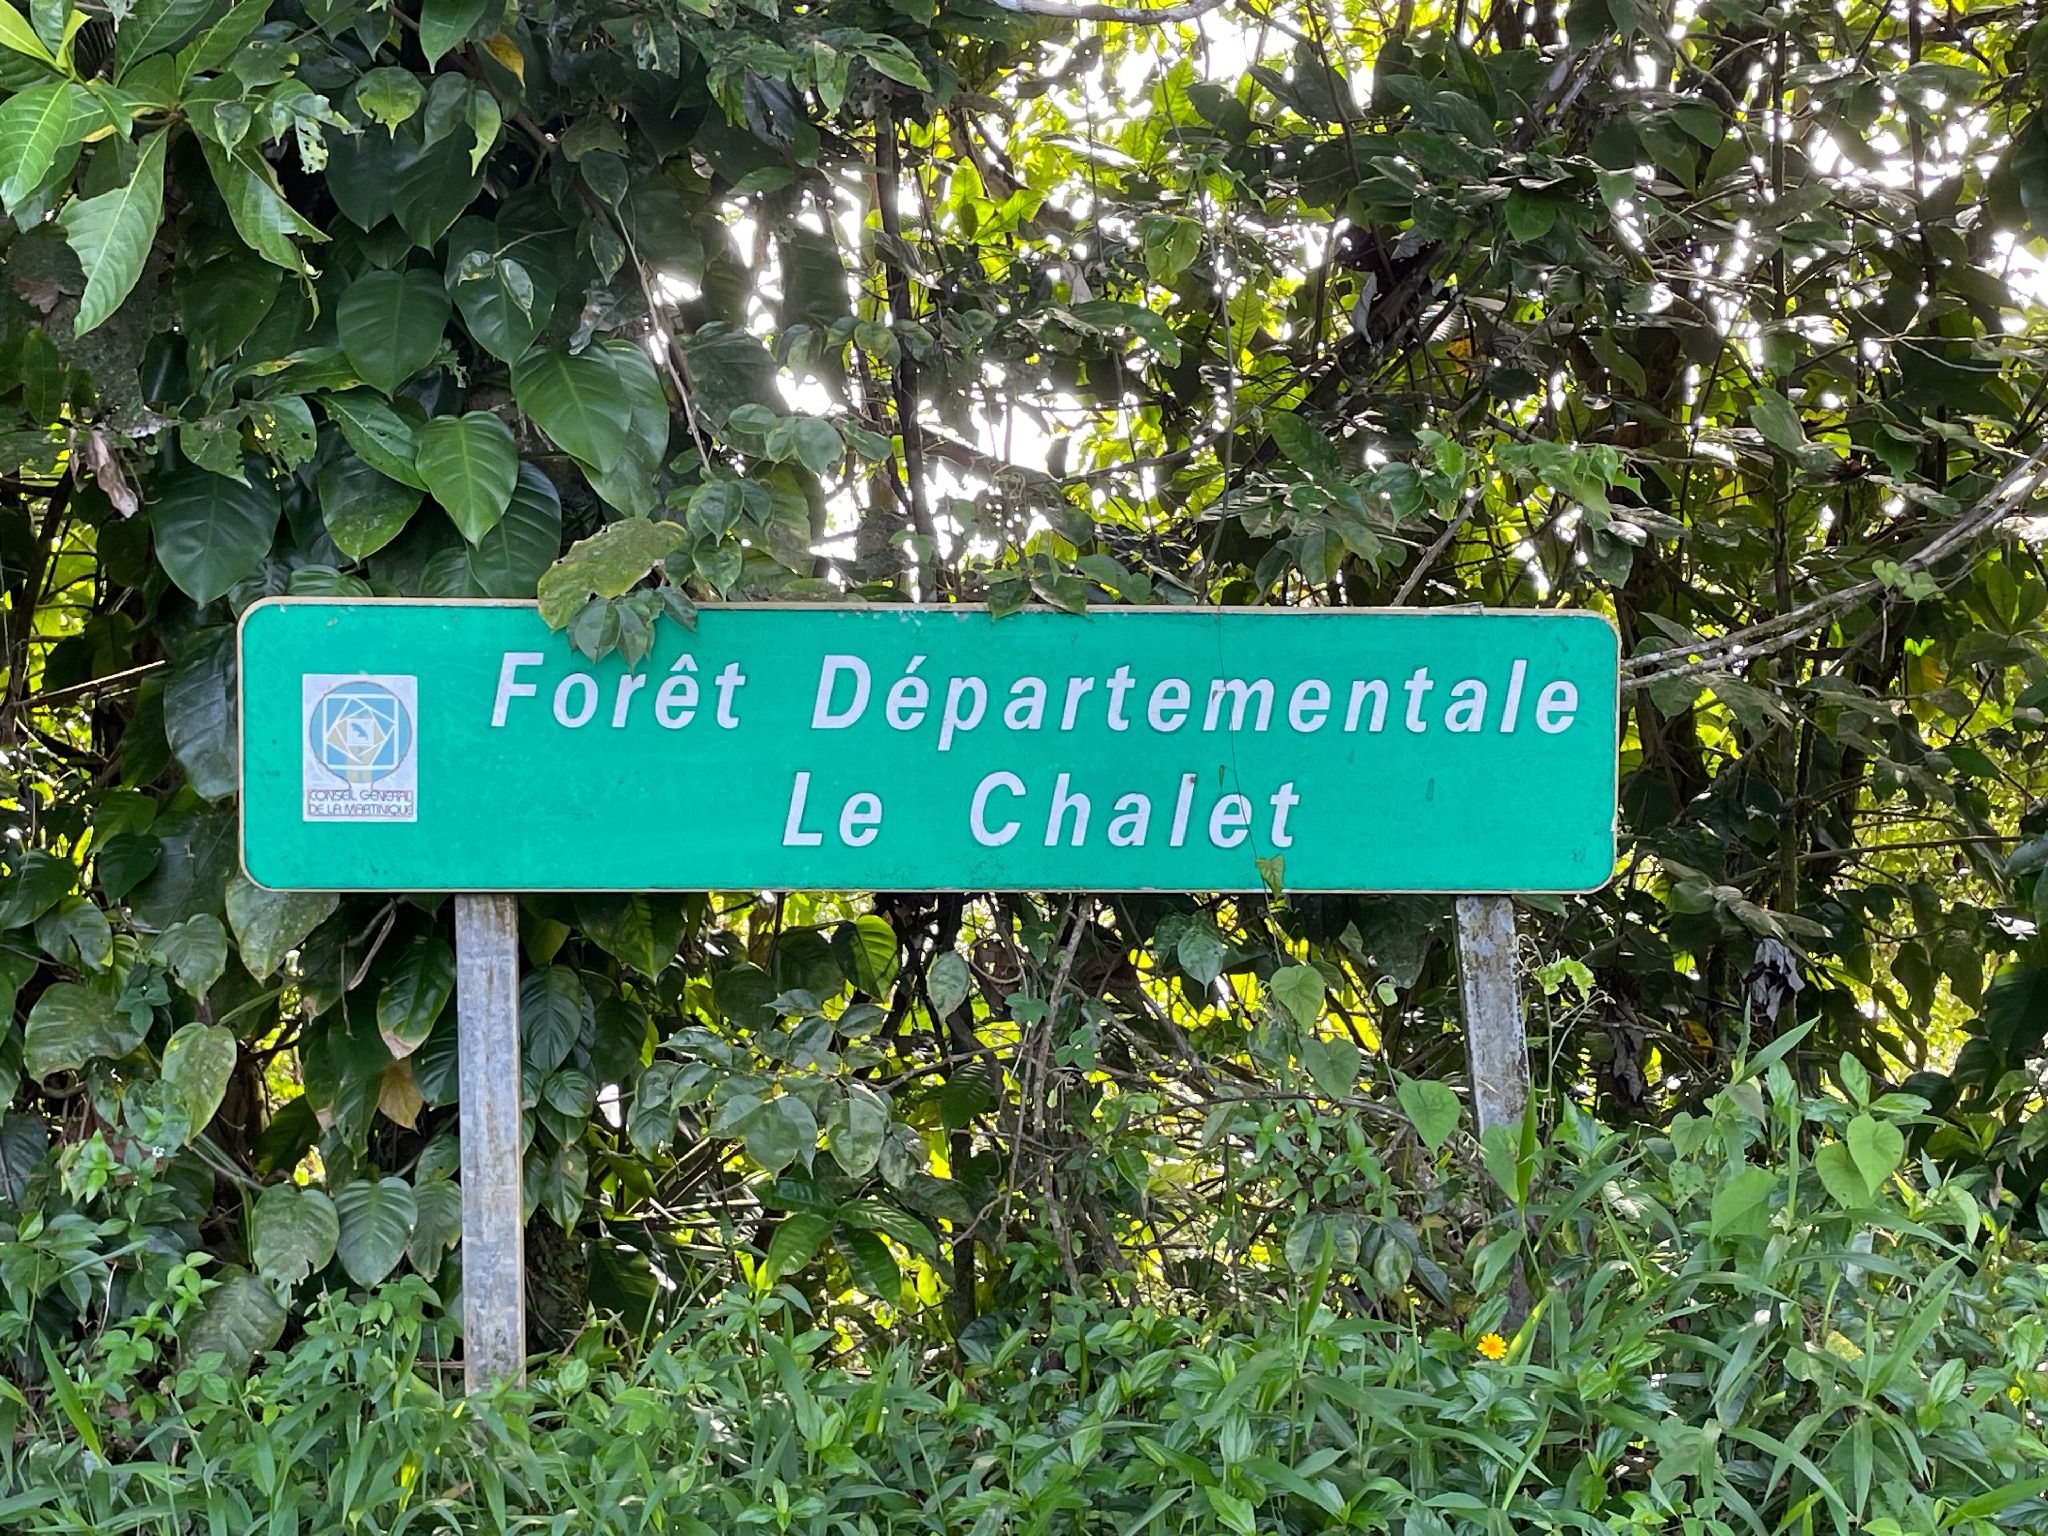 Forêt Départementale
Le Chalet
CONSEIL GENERAL
DE LA MARTINIQUE